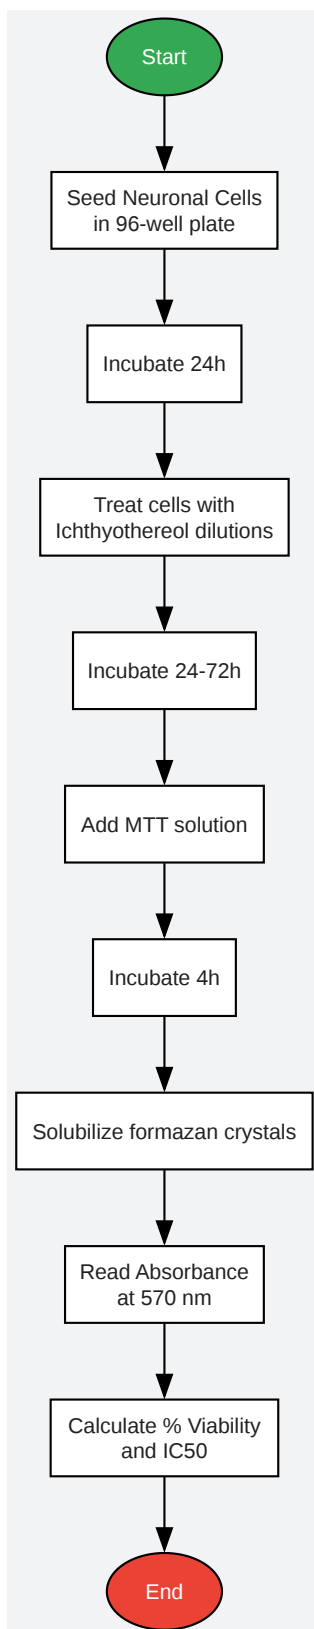 Start
Seed Neuronal Cells
in 96-well plate
Incubate 24h
Treat cells with
Ichthyothereol dilutions
Incubate 24-72h
Add MTT solution
Incubate 4h
Solubilize formazan crystals
Read Absorbance
at 570 nm
Calculate % Viability
and IC50
End